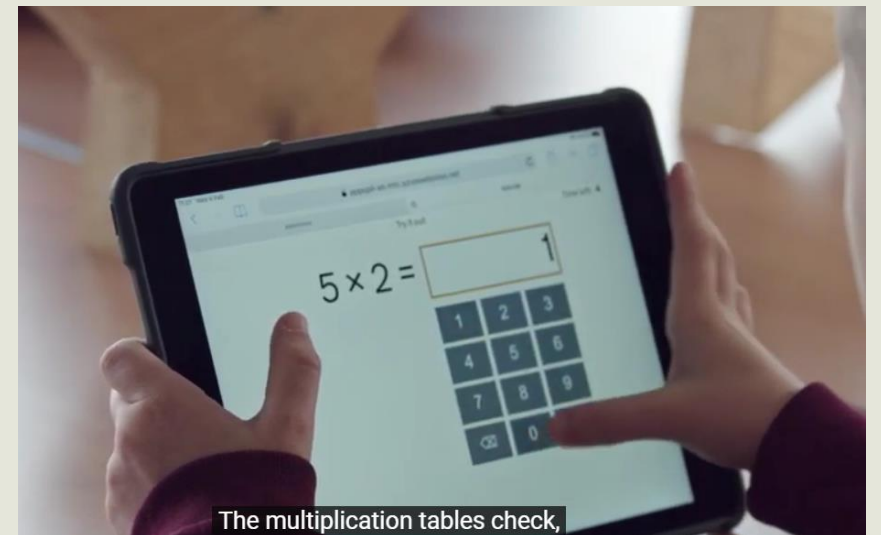 Try it out
5 × 2 = 1
1 2 3
4 5 6
7 8 9
0
The multiplication tables check,